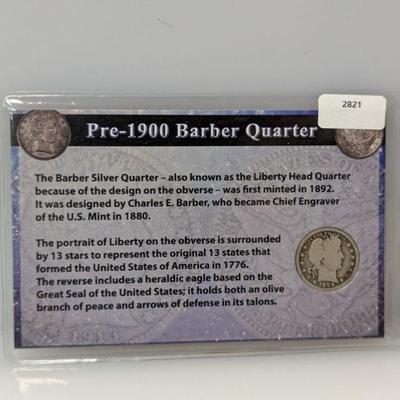 2821
Pre-1900 Barber Quarter
The Barber Silver Quarter – also known as the Liberty Head Quarter
because of the design on the obverse – was first minted in 1892.
It was designed by Charles E. Barber, who became Chief Engraver
of the U.S. Mint in 1880.
The portrait of Liberty on the obverse is surrounded
by 13 stars to represent the original 13 states that
formed the United States of America in 1776.
The reverse includes a heraldic eagle based on the
Great Seal of the United States; it holds both an olive
branch of peace and arrows of defense in its talons.